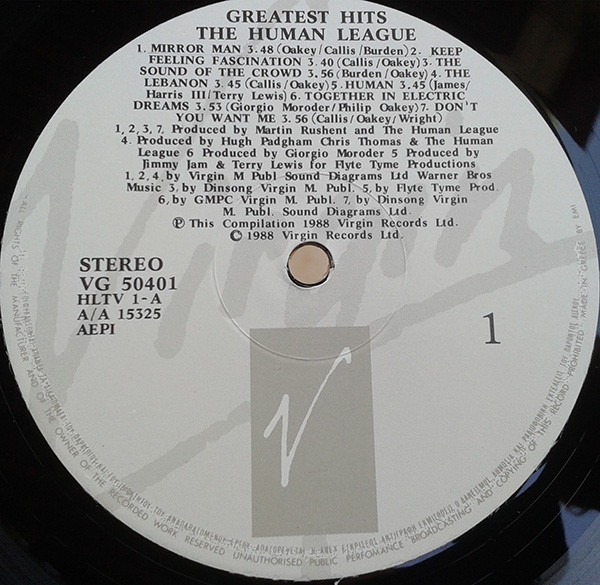 GREATEST HITS
THE HUMAN LEAGUE
1. MIRROR MAN 3.48 (Oakey/Callis/Burden) 2. KEEP
FEELING FASCINATION 3.40 (Callis/Oakey) 3. THE
SOUND OF THE CROWD 3.56 (Burden/Oakey) 4. THE
LEBANON 3.45 (Callis/Oakey) 5. HUMAN 3.45 (James/
Harris III/Terry Lewis) 6. TOGETHER IN ELECTRIC
DREAMS 3.53 (Giorgio Moroder/Philip Oakey) 7. DON'T
YOU WANT ME 3.56 (Callis/Oakey/Wright)
1, 2, 3, 7, Produced by Martin Rushent and The Human League
4. Produced by Hugh Padgham Chris Thomas & The Human
League 6 Produced by Giorgio Moroder 5 Produced by
Jimmy Jam & Terry Lewis for Flyte Tyme Productions
1, 2, 4, by Virgin M Publ Sound Diagrams Ltd Warner Bros
Music 3, by Dinsong Virgin M. Publ. 5, by Flyte Tyme Prod.
6, by GMPC Virgin M. Publ. 7, by Dinsong Virgin
M. Publ. Sound Diagrams Ltd.
Ⓟ This Compilation 1988 Virgin Records Ltd.
© 1988 Virgin Records Ltd.
STEREO
VG 50401
HLTV 1-A
A/A 15325
AEPI
1
Virgin
V
ALL RIGHTS OF THE MANUFACTURER AND OF THE OWNER OF THE RECORDED WORK RESERVED UNAUTHORISED PUBLIC PERFOMANCE BROADCASTING AND COPYING OF THIS RECORD PROHIBITED MADE IN GREECE BY EMI